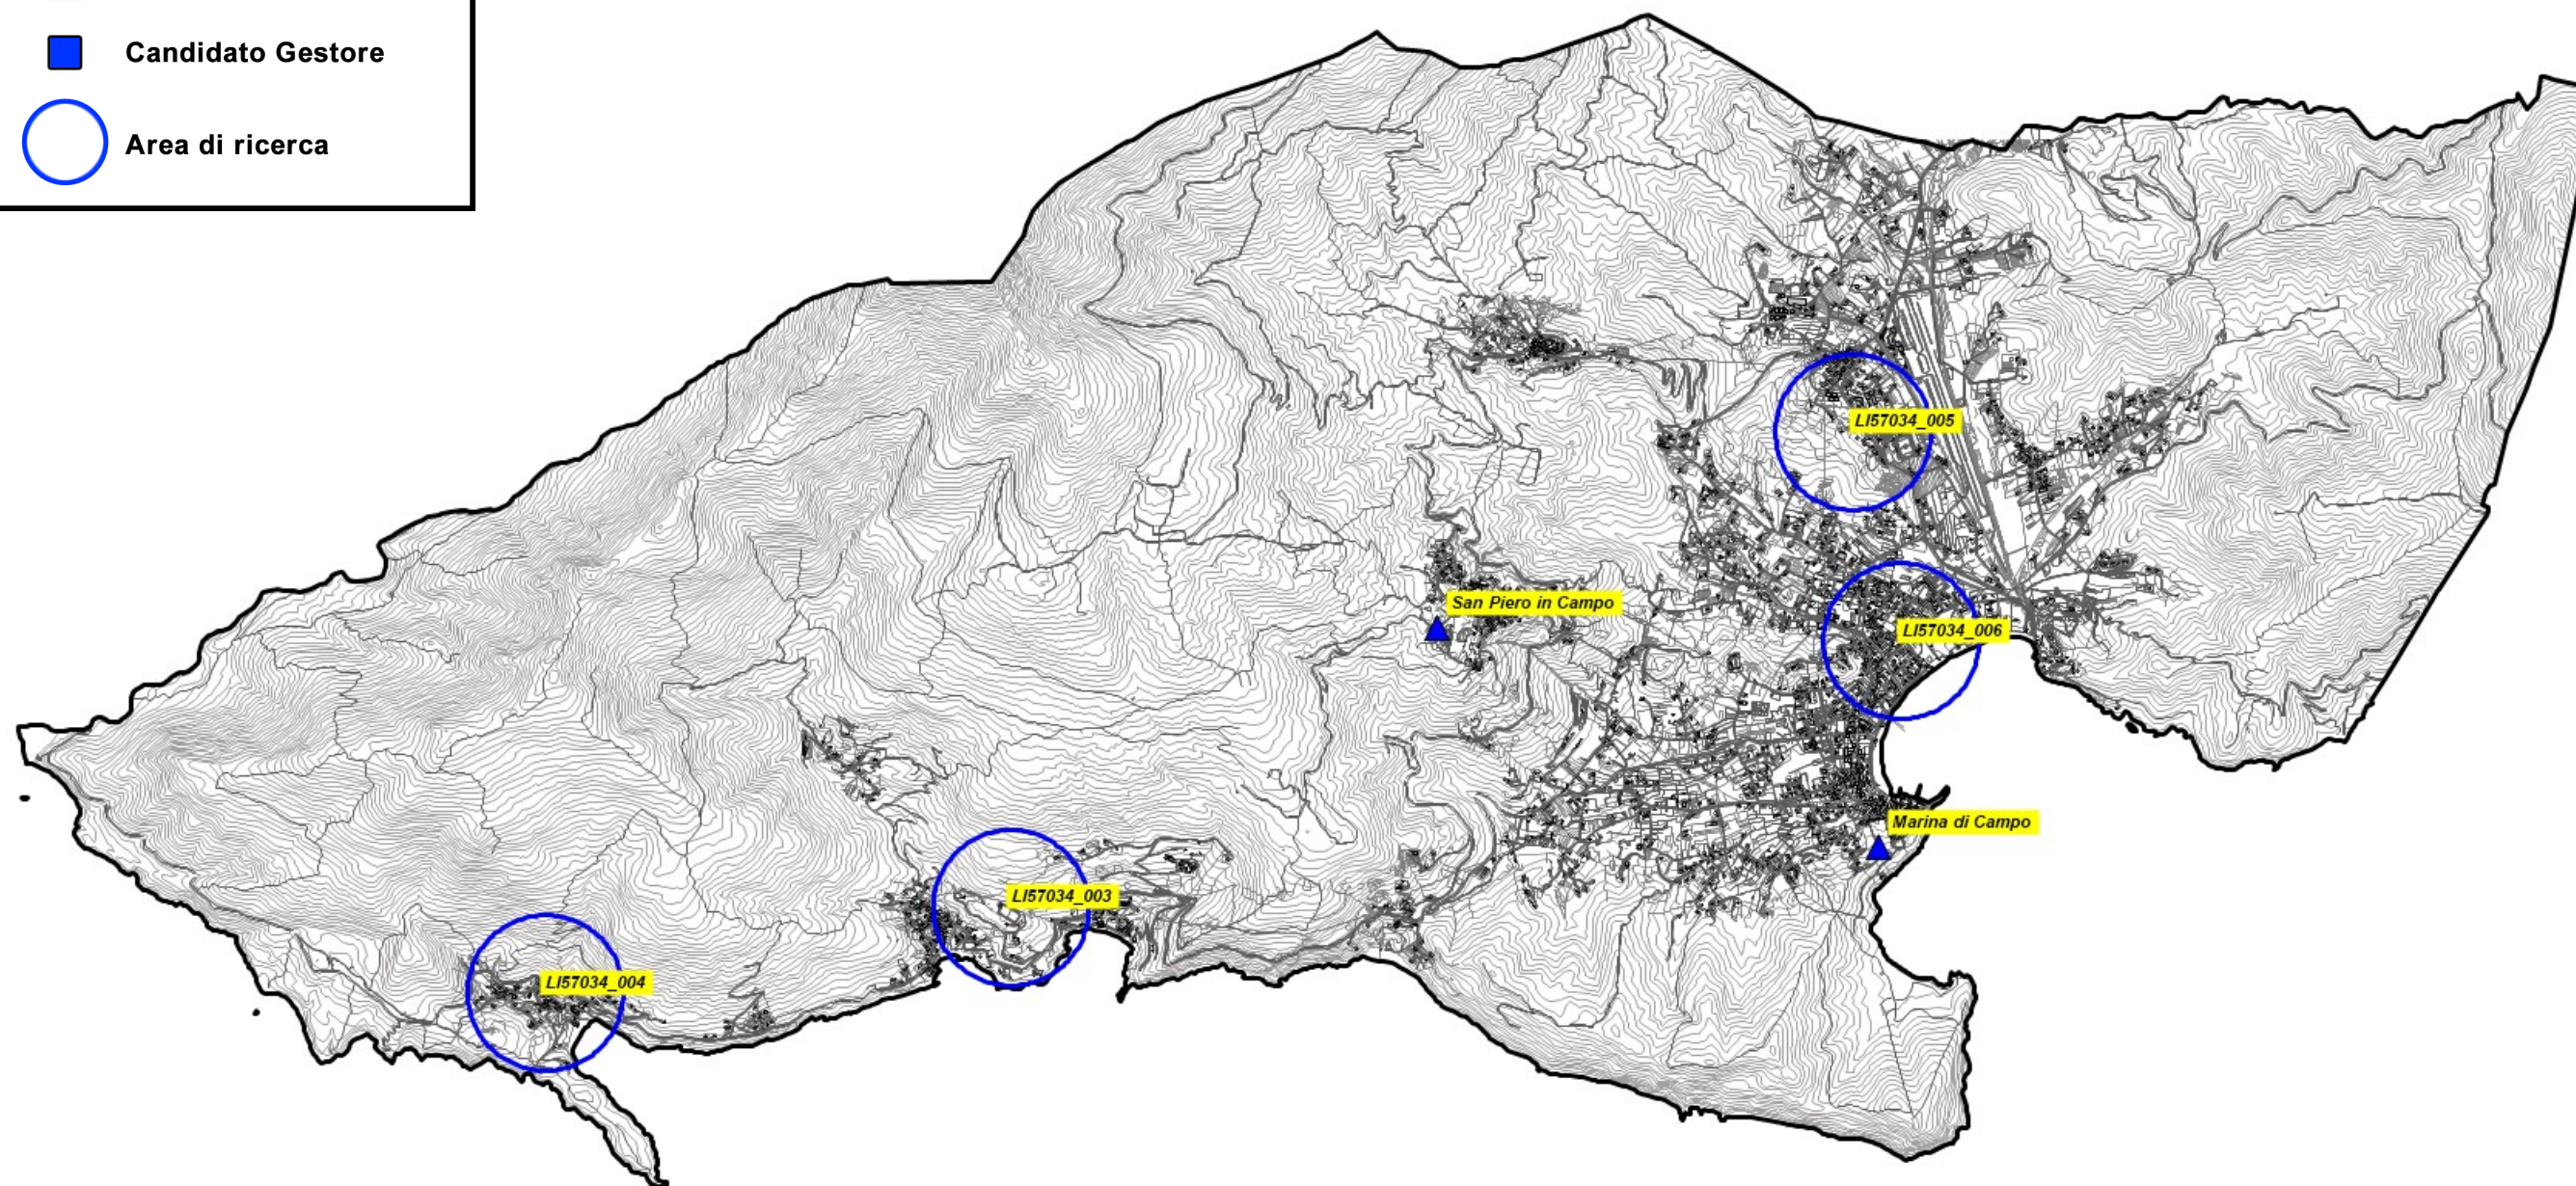 Candidato Gestore
Area di ricerca
LI57034_005
San Piero in Campo
LI57034_006
Marina di Campo
LI57034_003
LI57034_004